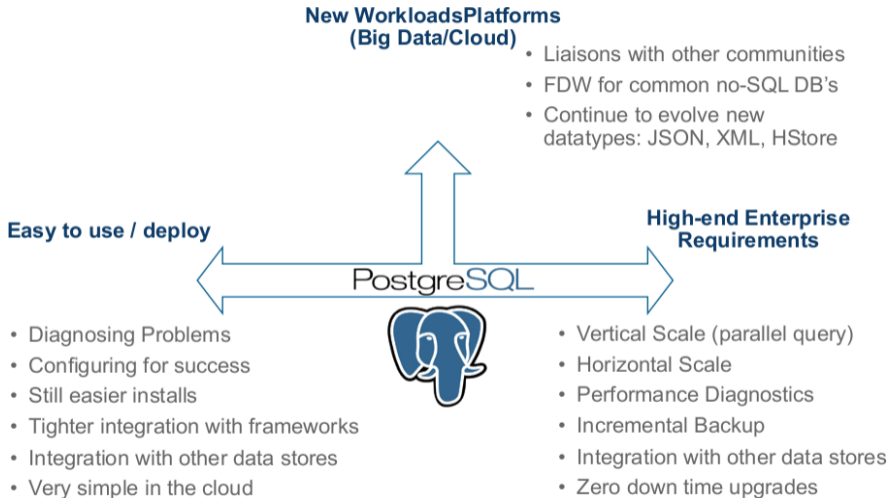 New WorkloadsPlatforms
(Big Data/Cloud)
• Liaisons with other communities
• FDW for common no-SQL DB's
• Continue to evolve new
datatypes: JSON, XML, HStore
Easy to use / deploy
High-end Enterprise
Requirements
PostgreSQL
• Diagnosing Problems
• Configuring for success
• Still easier installs
• Tighter integration with frameworks
• Integration with other data stores
• Very simple in the cloud
• Vertical Scale (parallel query)
• Horizontal Scale
• Performance Diagnostics
• Incremental Backup
• Integration with other data stores
• Zero down time upgrades